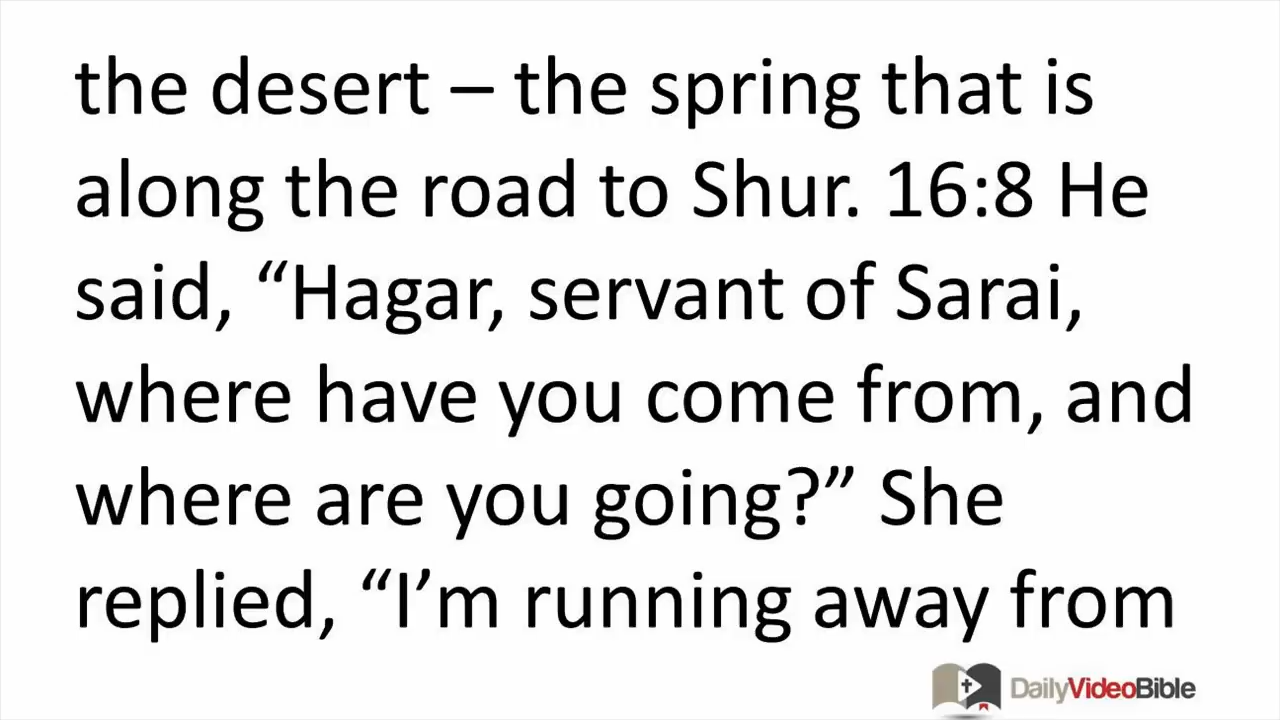 the desert – the spring that is
along the road to Shur. 16:8 He
said, “Hagar, servant of Sarai,
where have you come from, and
where are you going?” She
replied, “I’m running away from
DailyVideoBible